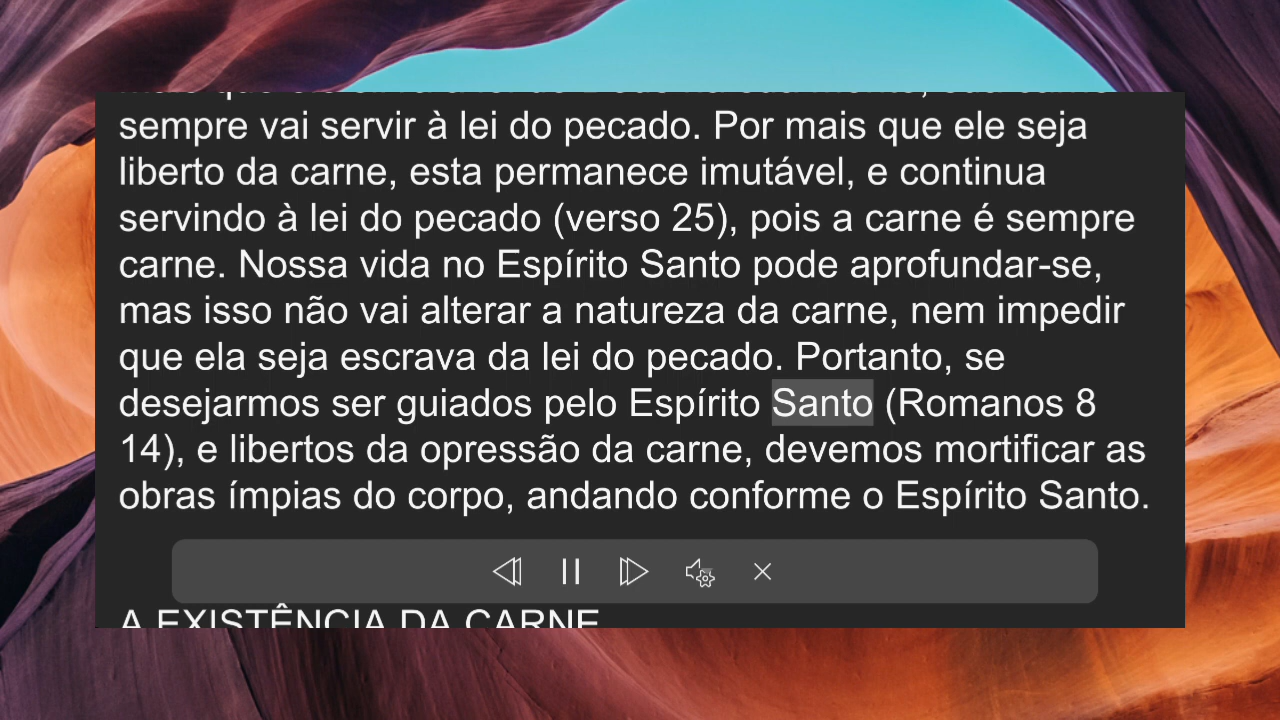 sempre vai servir à lei do pecado. Por mais que ele seja
liberto da carne, esta permanece imutável, e continua
servindo à lei do pecado (verso 25), pois a carne é sempre
carne. Nossa vida no Espírito Santo pode aprofundar-se,
mas isso não vai alterar a natureza da carne, nem impedir
que ela seja escrava da lei do pecado. Portanto, se
desejarmos ser guiados pelo Espírito Santo (Romanos 8
14), e libertos da opressão da carne, devemos mortificar as
obras ímpias do corpo, andando conforme o Espírito Santo.
A EXISTÊNCIA DA CARNE